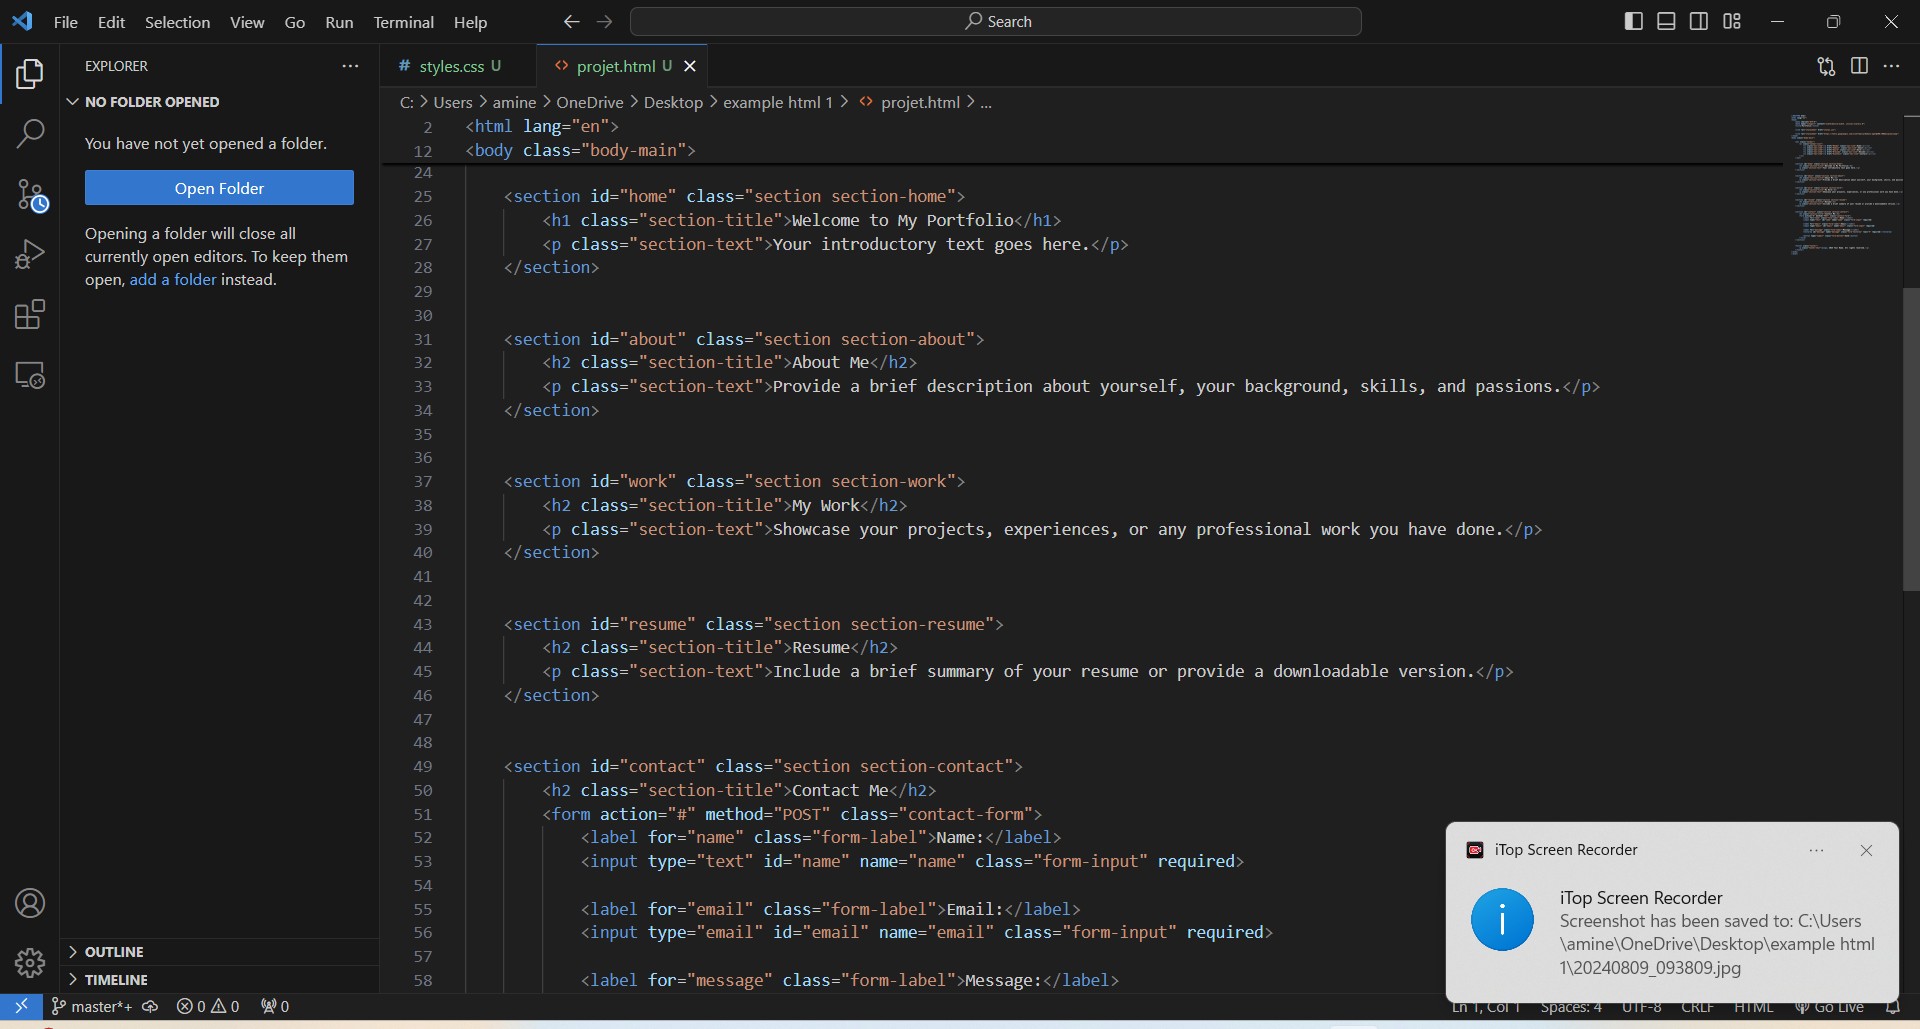 File Edit Selection View Go Run Terminal Help
Search
EXPLORER
NO FOLDER OPENED
You have not yet opened a folder.
Open Folder
Opening a folder will close all
currently open editors. To keep them
open, add a folder instead.
OUTLINE
TIMELINE
# styles.css U
<> projet.html U
C: > Users > amine > OneDrive > Desktop > example html 1 > <> projet.html > ...
2 <html lang="en">
12 <body class="body-main">
24
25 <section id="home" class="section section-home">
26 <h1 class="section-title">Welcome to My Portfolio</h1>
27 <p class="section-text">Your introductory text goes here.</p>
28 </section>
29
30
31 <section id="about" class="section section-about">
32 <h2 class="section-title">About Me</h2>
33 <p class="section-text">Provide a brief description about yourself, your background, skills, and passions.</p>
34 </section>
35
36
37 <section id="work" class="section section-work">
38 <h2 class="section-title">My Work</h2>
39 <p class="section-text">Showcase your projects, experiences, or any professional work you have done.</p>
40 </section>
41
42
43 <section id="resume" class="section section-resume">
44 <h2 class="section-title">Resume</h2>
45 <p class="section-text">Include a brief summary of your resume or provide a downloadable version.</p>
46 </section>
47
48
49 <section id="contact" class="section section-contact">
50 <h2 class="section-title">Contact Me</h2>
51 <form action="#" method="POST" class="contact-form">
52 <label for="name" class="form-label">Name:</label>
53 <input type="text" id="name" name="name" class="form-input" required>
54
55 <label for="email" class="form-label">Email:</label>
56 <input type="email" id="email" name="email" class="form-input" required>
57
58 <label for="message" class="form-label">Message:</label>
iTop Screen Recorder
iTop Screen Recorder
Screenshot has been saved to: C:\Users
\amine\OneDrive\Desktop\example html
1\20240809_093809.jpg
master*+ 0 0 0 Ln 1, Col 1 Spaces: 4 UTF-8 CRLF HTML Go Live